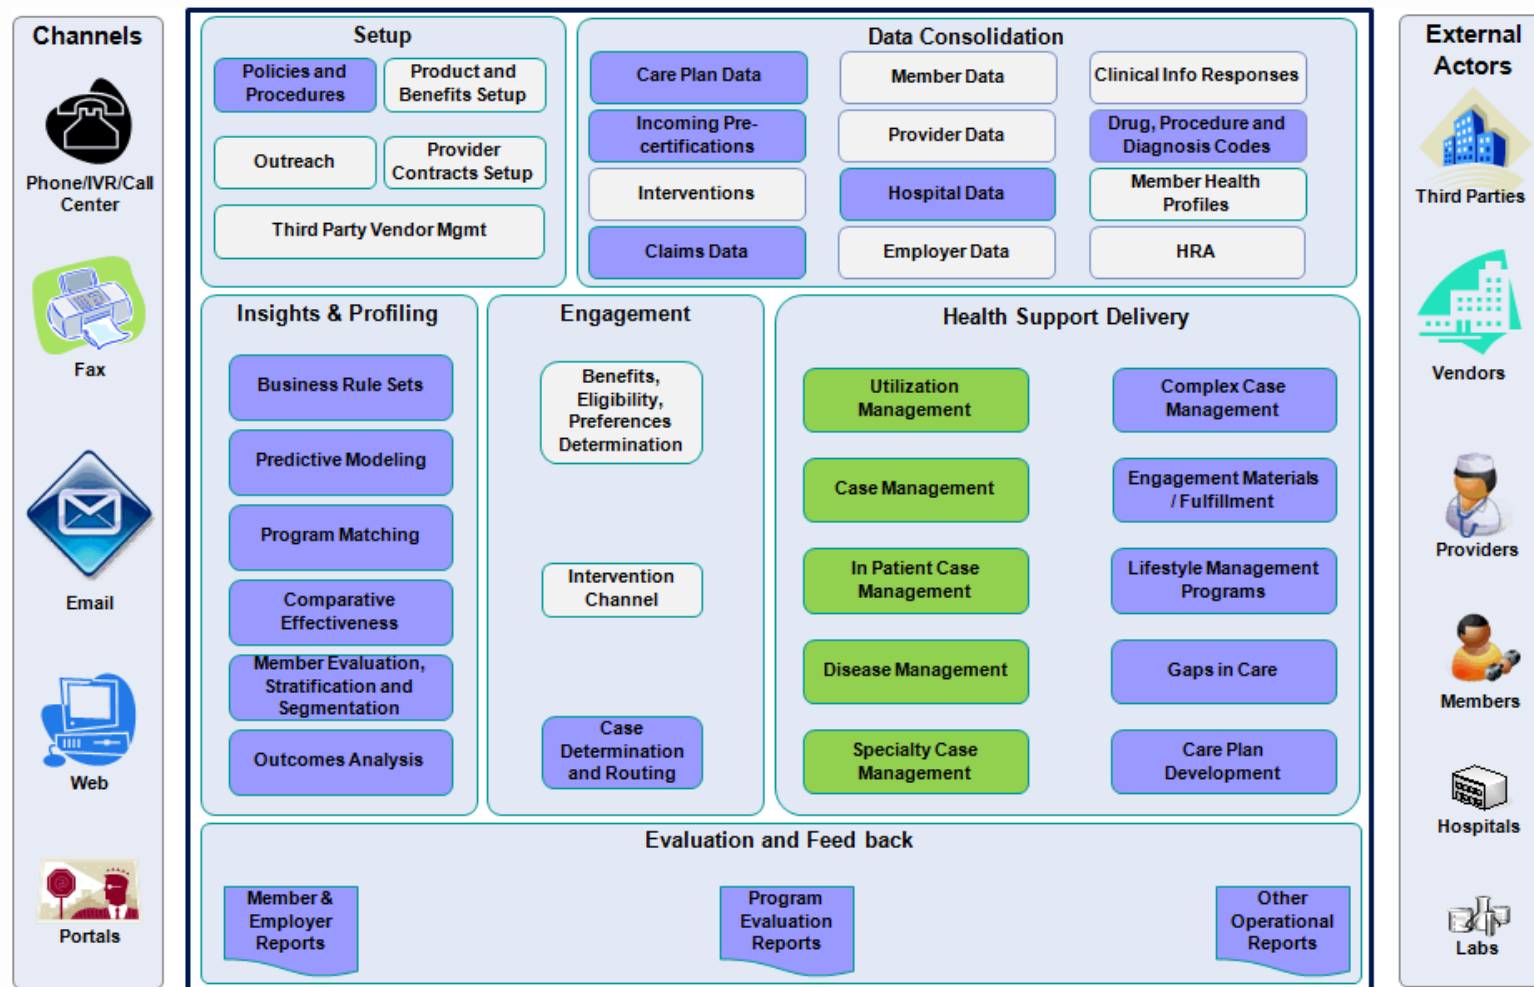 Channels
Phone/IVR/Call
Center
Fax
Email
Web
Portals
Setup
Policies and
Procedures
Product and
Benefits Setup
Outreach
Provider
Contracts Setup
Third Party Vendor Mgmt
Data Consolidation
Care Plan Data
Member Data
Clinical Info Responses
Incoming Pre-
certifications
Provider Data
Drug, Procedure and
Diagnosis Codes
Interventions
Hospital Data
Member Health
Profiles
Claims Data
Employer Data
HRA
Insights & Profiling
Business Rule Sets
Predictive Modeling
Program Matching
Comparative
Effectiveness
Member Evaluation,
Stratification and
Segmentation
Outcomes Analysis
Engagement
Benefits,
Eligibility,
Preferences
Determination
Intervention
Channel
Case
Determination
and Routing
Health Support Delivery
Utilization
Management
Complex Case
Management
Case Management
Engagement Materials
/ Fulfillment
In Patient Case
Management
Lifestyle Management
Programs
Disease Management
Gaps in Care
Specialty Case
Management
Care Plan
Development
Evaluation and Feed back
Member &
Employer
Reports
Program
Evaluation
Reports
Other
Operational
Reports
External
Actors
Third Parties
Vendors
Providers
Members
Hospitals
Labs